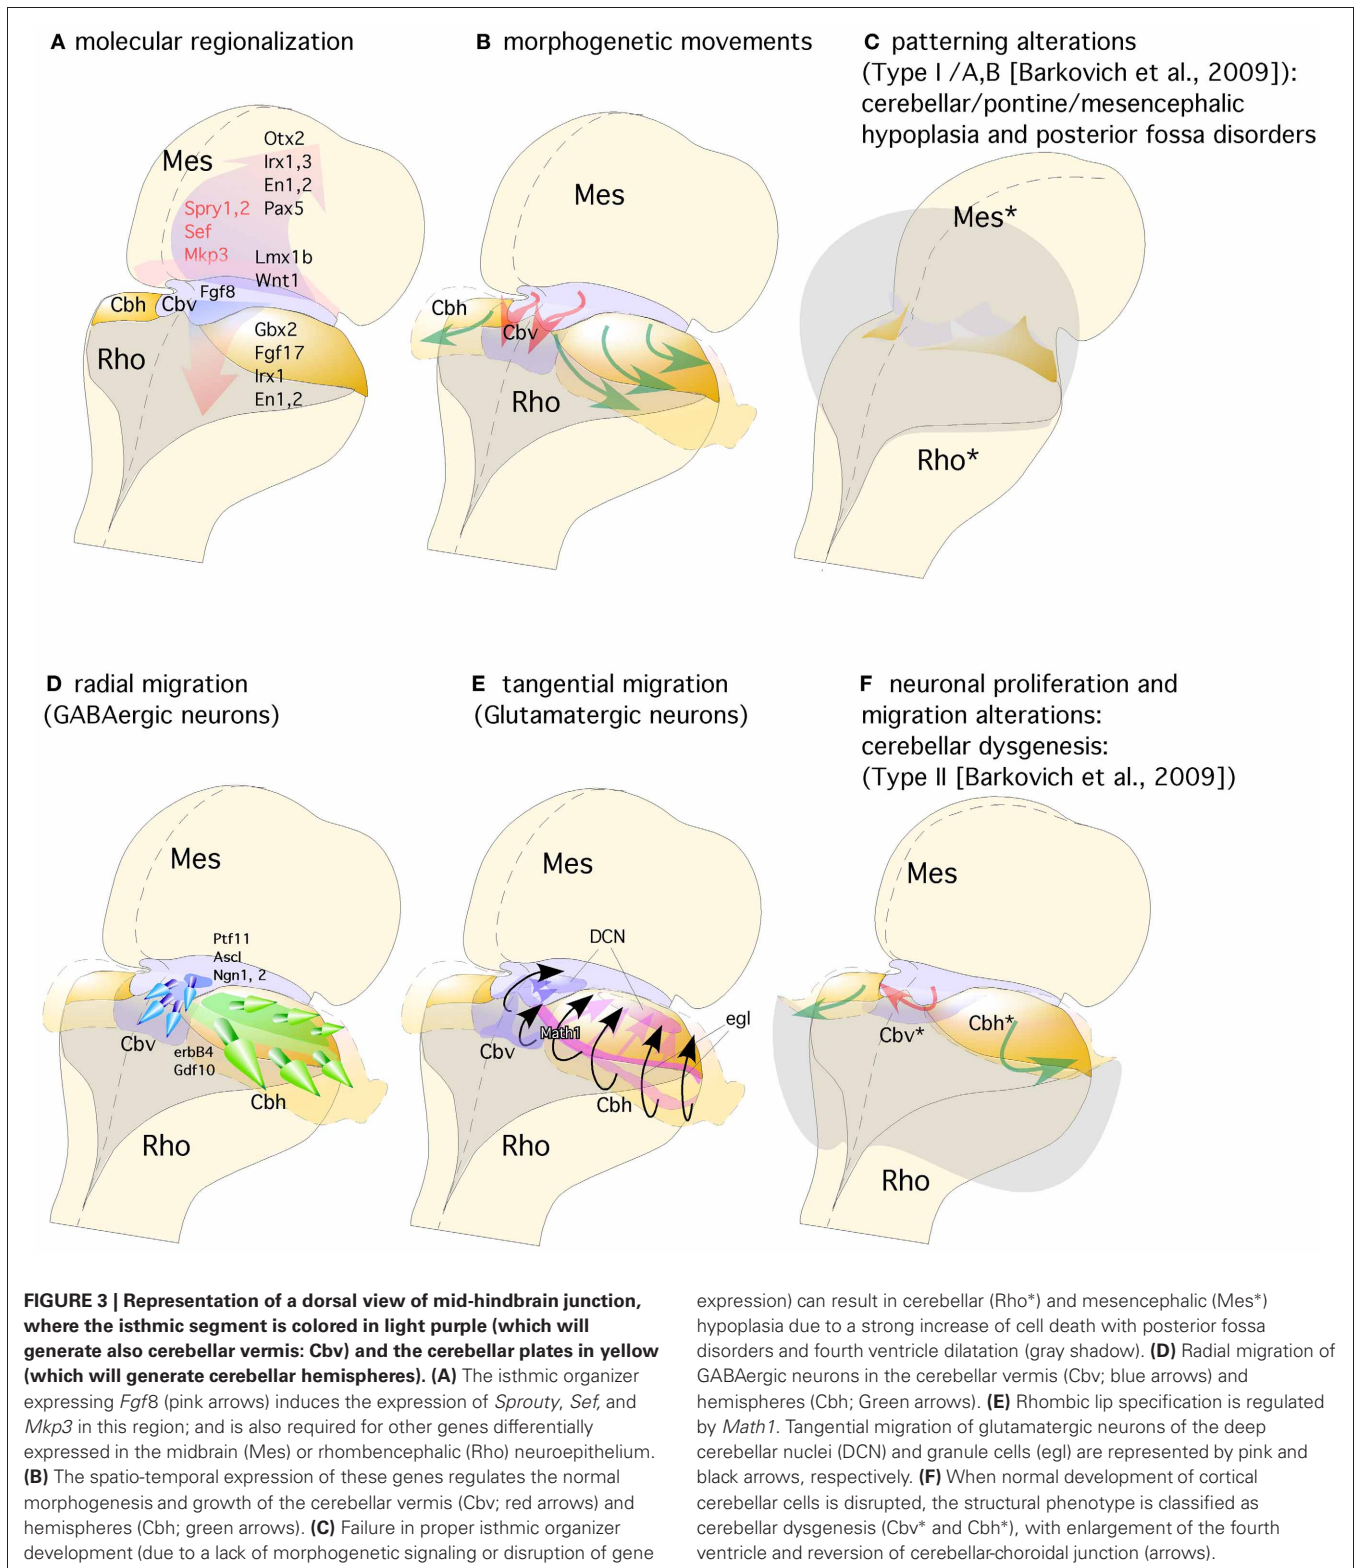 A molecular regionalization
Mes
Otx2
Irx1,3
En1,2
Pax5
Spry1,2
Sef
Mkp3
Lmx1b
Wnt1
Fgf8
Cbh
Cbv
Gbx2
Fgf17
Irx1
En1,2
Rho
B morphogenetic movements
Mes
Cbh
Cbv
Rho
C patterning alterations
(Type I /A,B [Barkovich et al., 2009]):
cerebellar/pontine/mesencephalic
hypoplasia and posterior fossa disorders
Mes*
Rho*
D radial migration
(GABAergic neurons)
Mes
Ptf11
Ascl
Ngn1, 2
Cbv
erbB4
Gdf10
Cbh
Rho
E tangential migration
(Glutamatergic neurons)
Mes
DCN
egl
Math1
Cbv
Cbh
Rho
F neuronal proliferation and
migration alterations:
cerebellar dysgenesis:
(Type II [Barkovich et al., 2009])
Mes
Cbv*
Cbh*
Rho
FIGURE 3 | Representation of a dorsal view of mid-hindbrain junction,
where the isthmic segment is colored in light purple (which will
generate also cerebellar vermis: Cbv) and the cerebellar plates in yellow
(which will generate cerebellar hemispheres). (A) The isthmic organizer
expressing Fgf8 (pink arrows) induces the expression of Sprouty, Sef, and
Mkp3 in this region; and is also required for other genes differentially
expressed in the midbrain (Mes) or rhombencephalic (Rho) neuroepithelium.
(B) The spatio-temporal expression of these genes regulates the normal
morphogenesis and growth of the cerebellar vermis (Cbv; red arrows) and
hemispheres (Cbh; green arrows). (C) Failure in proper isthmic organizer
development (due to a lack of morphogenetic signaling or disruption of gene
expression) can result in cerebellar (Rho*) and mesencephalic (Mes*)
hypoplasia due to a strong increase of cell death with posterior fossa
disorders and fourth ventricle dilatation (gray shadow). (D) Radial migration of
GABAergic neurons in the cerebellar vermis (Cbv; blue arrows) and
hemispheres (Cbh; Green arrows). (E) Rhombic lip specification is regulated
by Math1. Tangential migration of glutamatergic neurons of the deep
cerebellar nuclei (DCN) and granule cells (egl) are represented by pink and
black arrows, respectively. (F) When normal development of cortical
cerebellar cells is disrupted, the structural phenotype is classified as
cerebellar dysgenesis (Cbv* and Cbh*), with enlargement of the fourth
ventricle and reversion of cerebellar-choroidal junction (arrows).